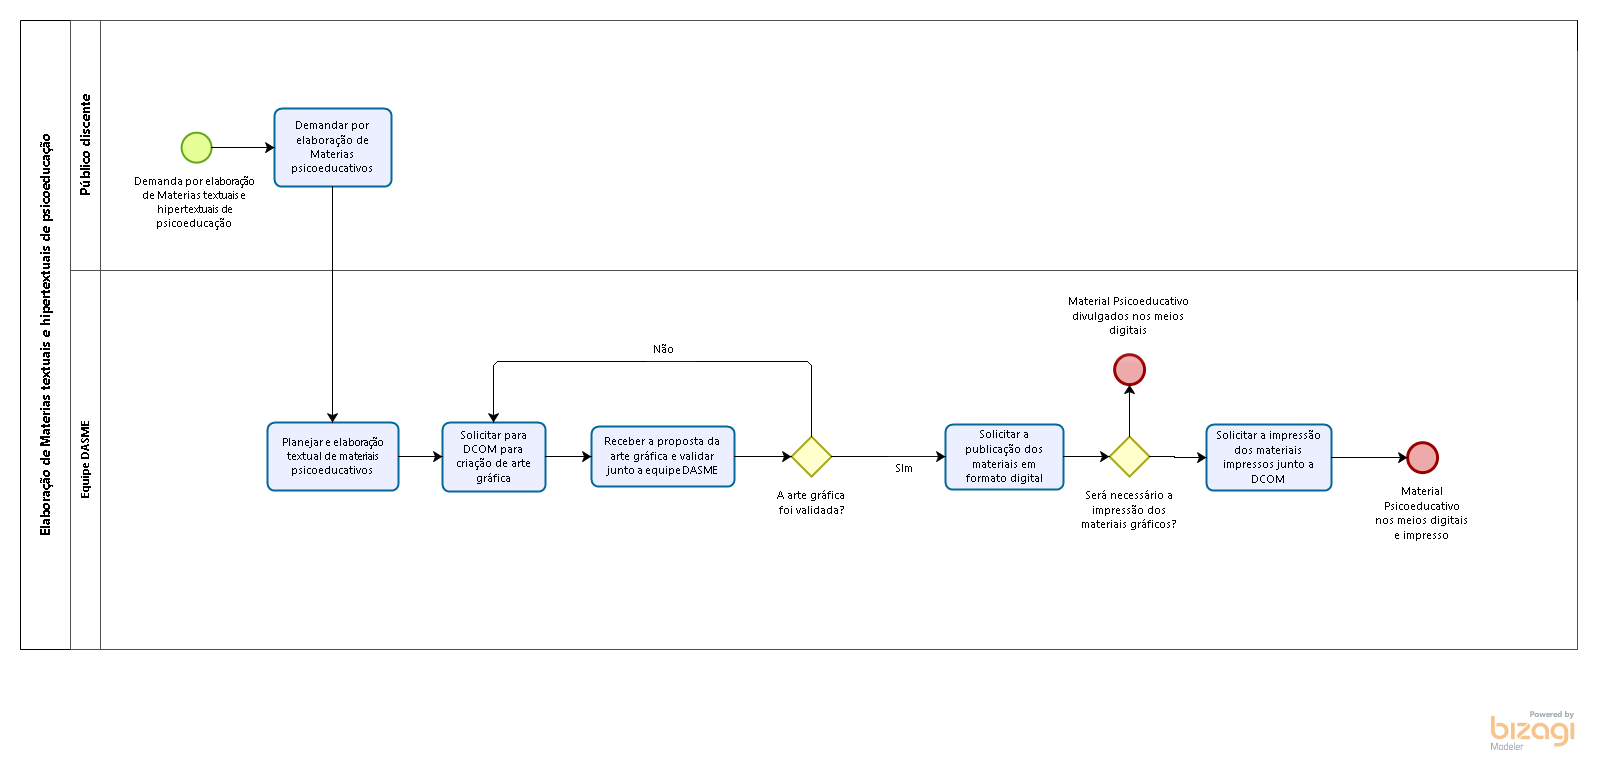 Elaboração de Materias textuais e hipertextuais de psicoeducação
Público discente
Demanda por elaboração
de Materias textuais e
hipertextuais de
psicoeducação
Demandar por
elaboração de
Materias
psicoeducativos
Equipe DASME
Planejar e elaboração
textual de materiais
psicoeducativos
Solicitar para
DCOM para
criação de arte
gráfica
Receber a proposta da
arte gráfica e validar
junto a equipe DASME
Não
A arte gráfica
foi validada?
SIm
Solicitar a
publicação dos
materiais em
formato digital
Material Psicoeducativo
divulgados nos meios
digitais
Será necessário a
impressão dos
materiais gráficos?
Solicitar a impressão
dos materiais
impressos junto a
DCOM
Material
Psicoeducativo
nos meios digitais
e impresso
Powered by
bizagi
Modeler